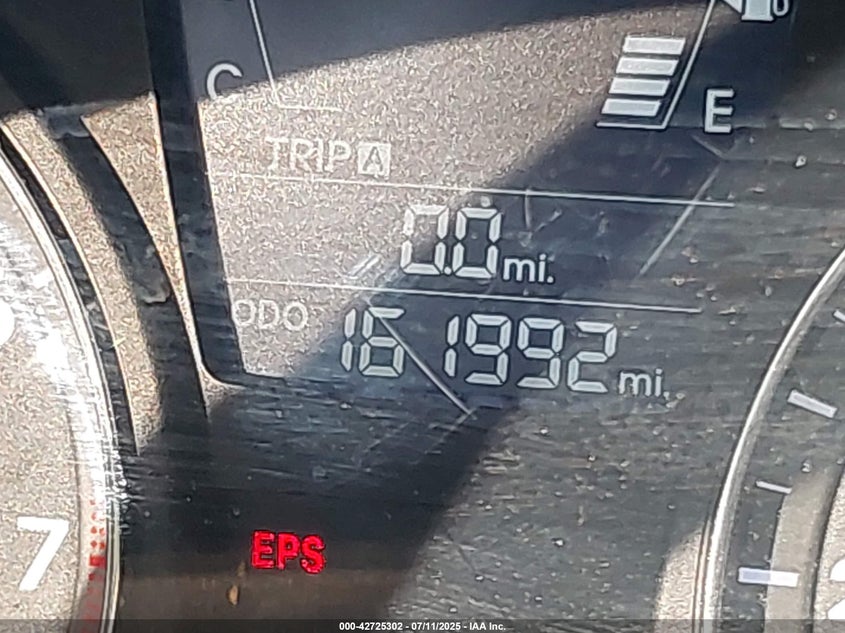 C
E
TRIP A
0.0 mi.
ODO 161992 mi.
7
EPS
000-42725302 - 07/11/2025 - IAA Inc.